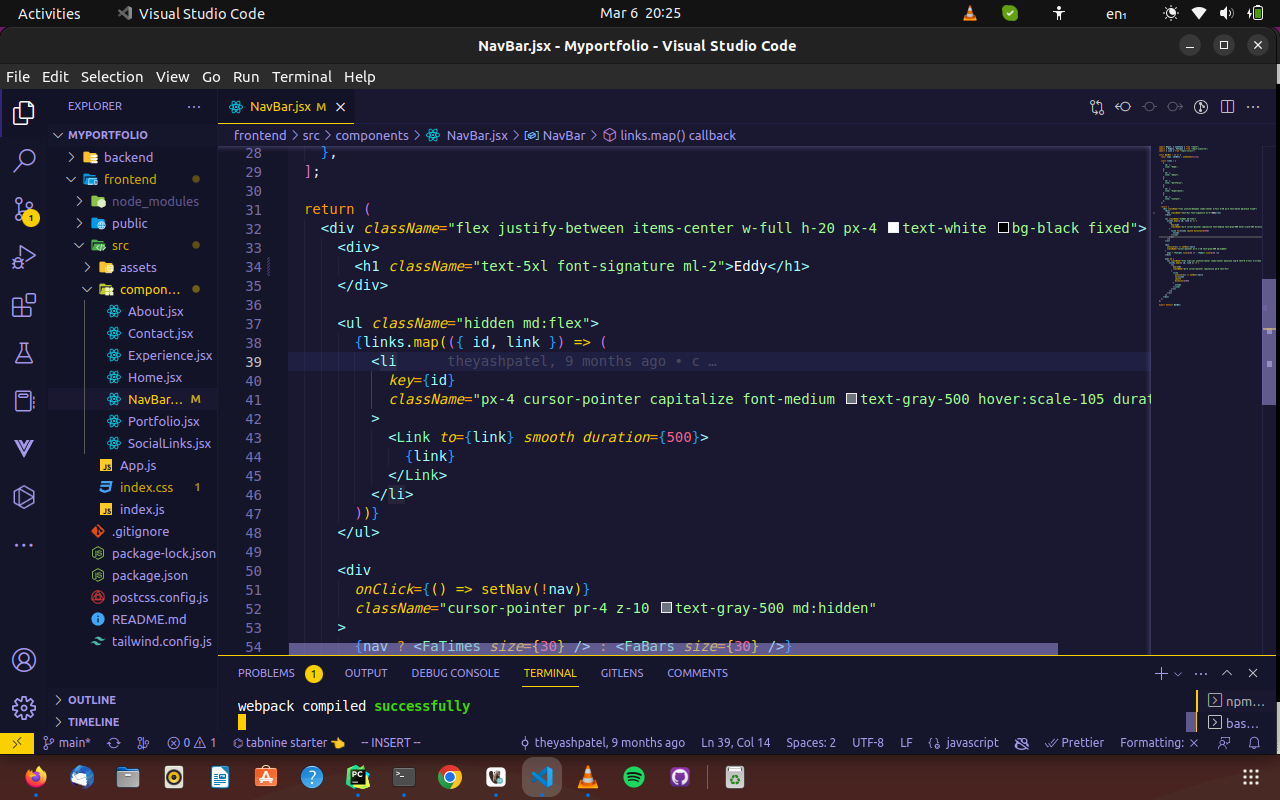 Activities Visual Studio Code Mar 6 20:25 en₁
NavBar.jsx - Myportfolio - Visual Studio Code
File Edit Selection View Go Run Terminal Help
EXPLORER
MYPORTFOLIO
backend
frontend
node_modules
public
src
assets
compon...
About.jsx
Contact.jsx
Experience.jsx
Home.jsx
NavBar... M
Portfolio.jsx
SocialLinks.jsx
App.js
index.css 1
index.js
.gitignore
package-lock.json
package.json
postcss.config.js
README.md
tailwind.config.js
OUTLINE
TIMELINE
1
NavBar.jsx M
frontend > src > components > NavBar.jsx > NavBar > links.map() callback
28 },
29 ];
30
31 return (
32 <div className="flex justify-between items-center w-full h-20 px-4 text-white bg-black fixed">
33 <div>
34 <h1 className="text-5xl font-signature ml-2">Eddy</h1>
35 </div>
36
37 <ul className="hidden md:flex">
38 {links.map(({ id, link }) => (
39 <li theyashpatel, 9 months ago • c …
40 key={id}
41 className="px-4 cursor-pointer capitalize font-medium text-gray-500 hover:scale-105 durat
42 >
43 <Link to={link} smooth duration={500}>
44 {link}
45 </Link>
46 </li>
47 ))}
48 </ul>
49
50 <div
51 onClick={() => setNav(!nav)}
52 className="cursor-pointer pr-4 z-10 text-gray-500 md:hidden"
53 >
54 {nav ? <FaTimes size={30} /> : <FaBars size={30} />}
PROBLEMS 1 OUTPUT DEBUG CONSOLE TERMINAL GITLENS COMMENTS
webpack compiled successfully
npm...
bas...
main* 0 1 tabnine starter -- INSERT -- theyashpatel, 9 months ago Ln 39, Col 14 Spaces: 2 UTF-8 LF javascript Prettier Formatting: ×